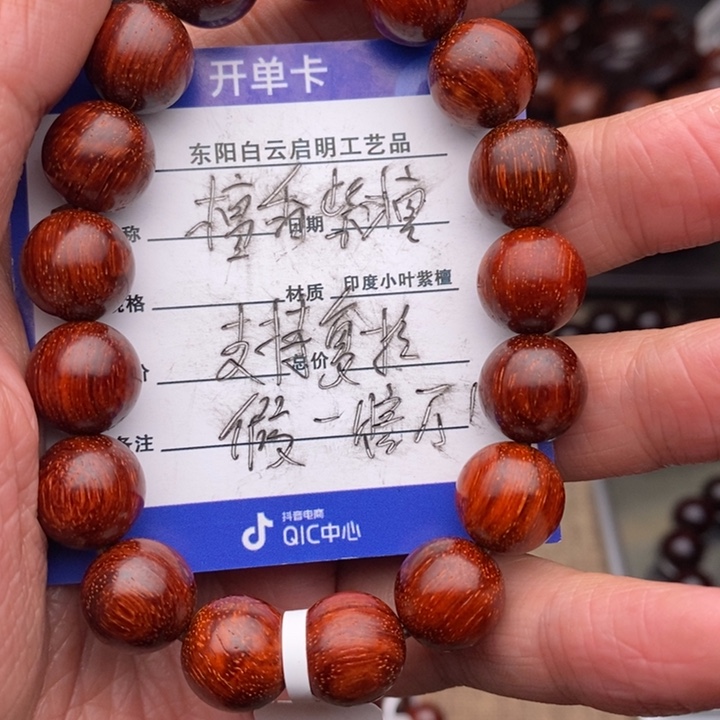 开单卡
东阳白云启明工艺品
檀香紫檀
称 日期
格 材质 印度小叶紫檀
支持复检
价 总价
假一赔万
备注
抖音电商
QIC中心